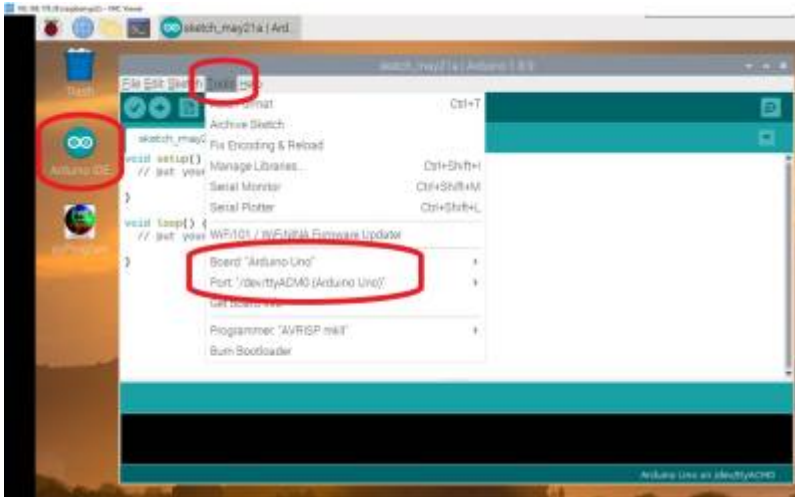 sketch_may21a | Ard...
Trash
sketch_may21a | Arduino 1.8.9
File Edit Sketch Tools Help
Ctrl+T
Archive Sketch
Fix Encoding & Reload
Manage Libraries... Ctrl+Shift+I
Serial Monitor Ctrl+Shift+M
Serial Plotter Ctrl+Shift+L
WiFi101 / WiFiNINA Firmware Updater
Board: "Arduino Uno"
Port: "/dev/ttyACM0 (Arduino Uno)"
Get Board Info
Programmer: "AVRISP mkII"
Burn Bootloader
Arduino IDE
void setup() {
// put your
}
void loop() {
// put your
}
Arduino Uno on /dev/ttyACM0